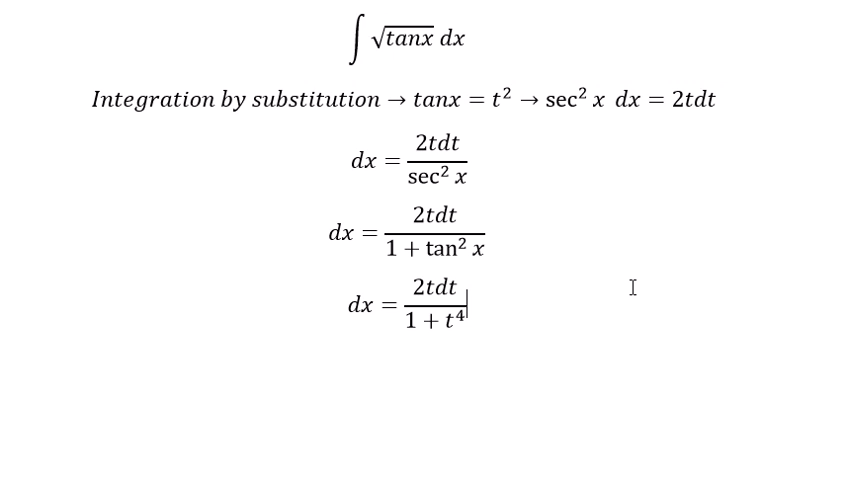 ∫ √tanx dx
Integration by substitution → tanx = t² → sec² x dx = 2tdt
dx = 2tdt / sec² x
dx = 2tdt / 1 + tan² x
dx = 2tdt / 1 + t⁴